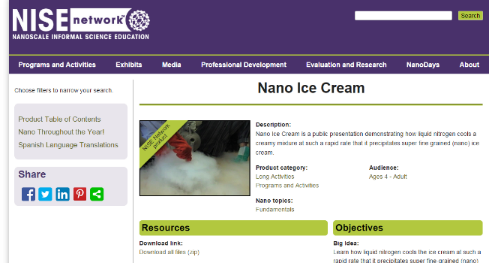 NISE network
NANOSCALE INFORMAL SCIENCE EDUCATION
Search
Programs and Activities Exhibits Media Professional Development Evaluation and Research NanoDays About
Choose filters to narrow your search.
Product Table of Contents
Nano Throughout the Year!
Spanish Language Translations
Share
Nano Ice Cream
NISE Network product
Description:
Nano Ice Cream is a public presentation demonstrating how liquid nitrogen cools a
creamy mixture at such a rapid rate that it precipitates super fine grained (nano) ice
cream.
Product category:
Long Activities
Programs and Activities
Audience:
Ages 4 - Adult
Nano topics:
Fundamentals
Resources
Download link:
Download all files (zip)
Objectives
Big Idea:
Learn how liquid nitrogen cools the ice cream at such a
rapid rate that it precipitates super fine-grained (nano)